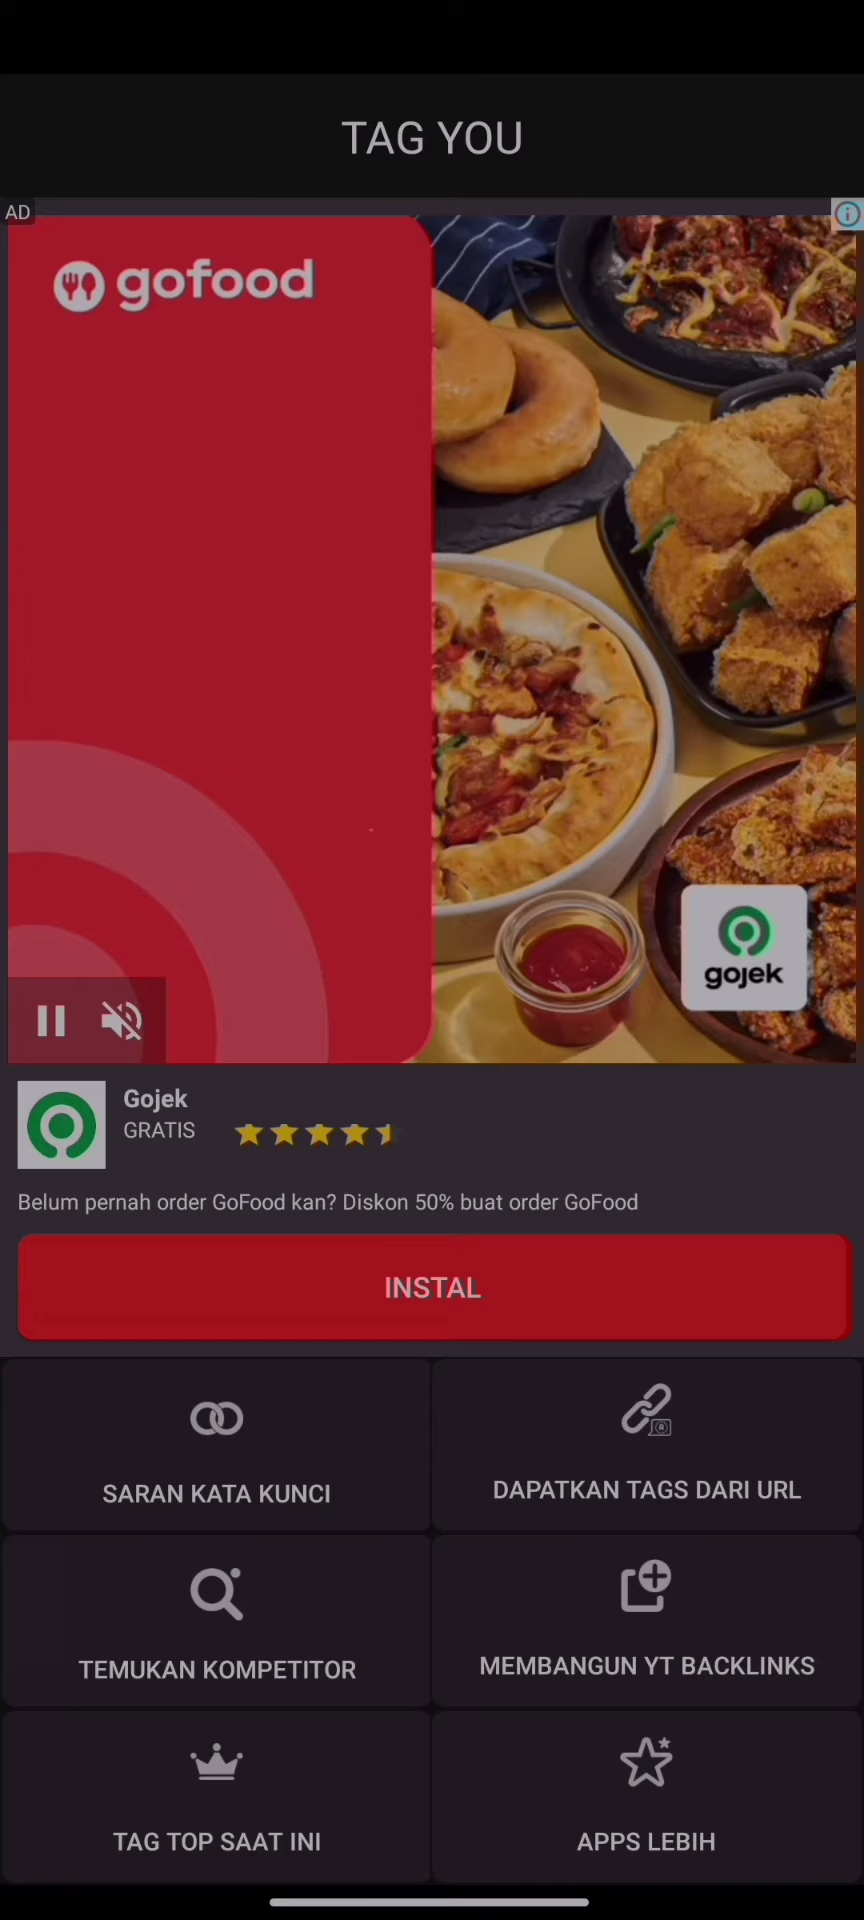 TAG YOU
AD
gofood
gojek
Gojek
GRATIS
Belum pernah order GoFood kan? Diskon 50% buat order GoFood
INSTAL
SARAN KATA KUNCI
DAPATKAN TAGS DARI URL
TEMUKAN KOMPETITOR
MEMBANGUN YT BACKLINKS
TAG TOP SAAT INI
APPS LEBIH